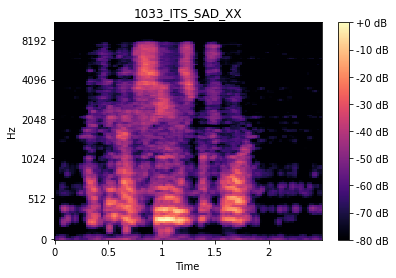 1033_ITS_SAD_XX
+0 dB
8192
-10 dB
4096
-20 dB
-30 dB
2048
Hz
-40 dB
1024
-50 dB
512
-60 dB
-70 dB
0
-80 dB
0 0.5 1 1.5 2
Time